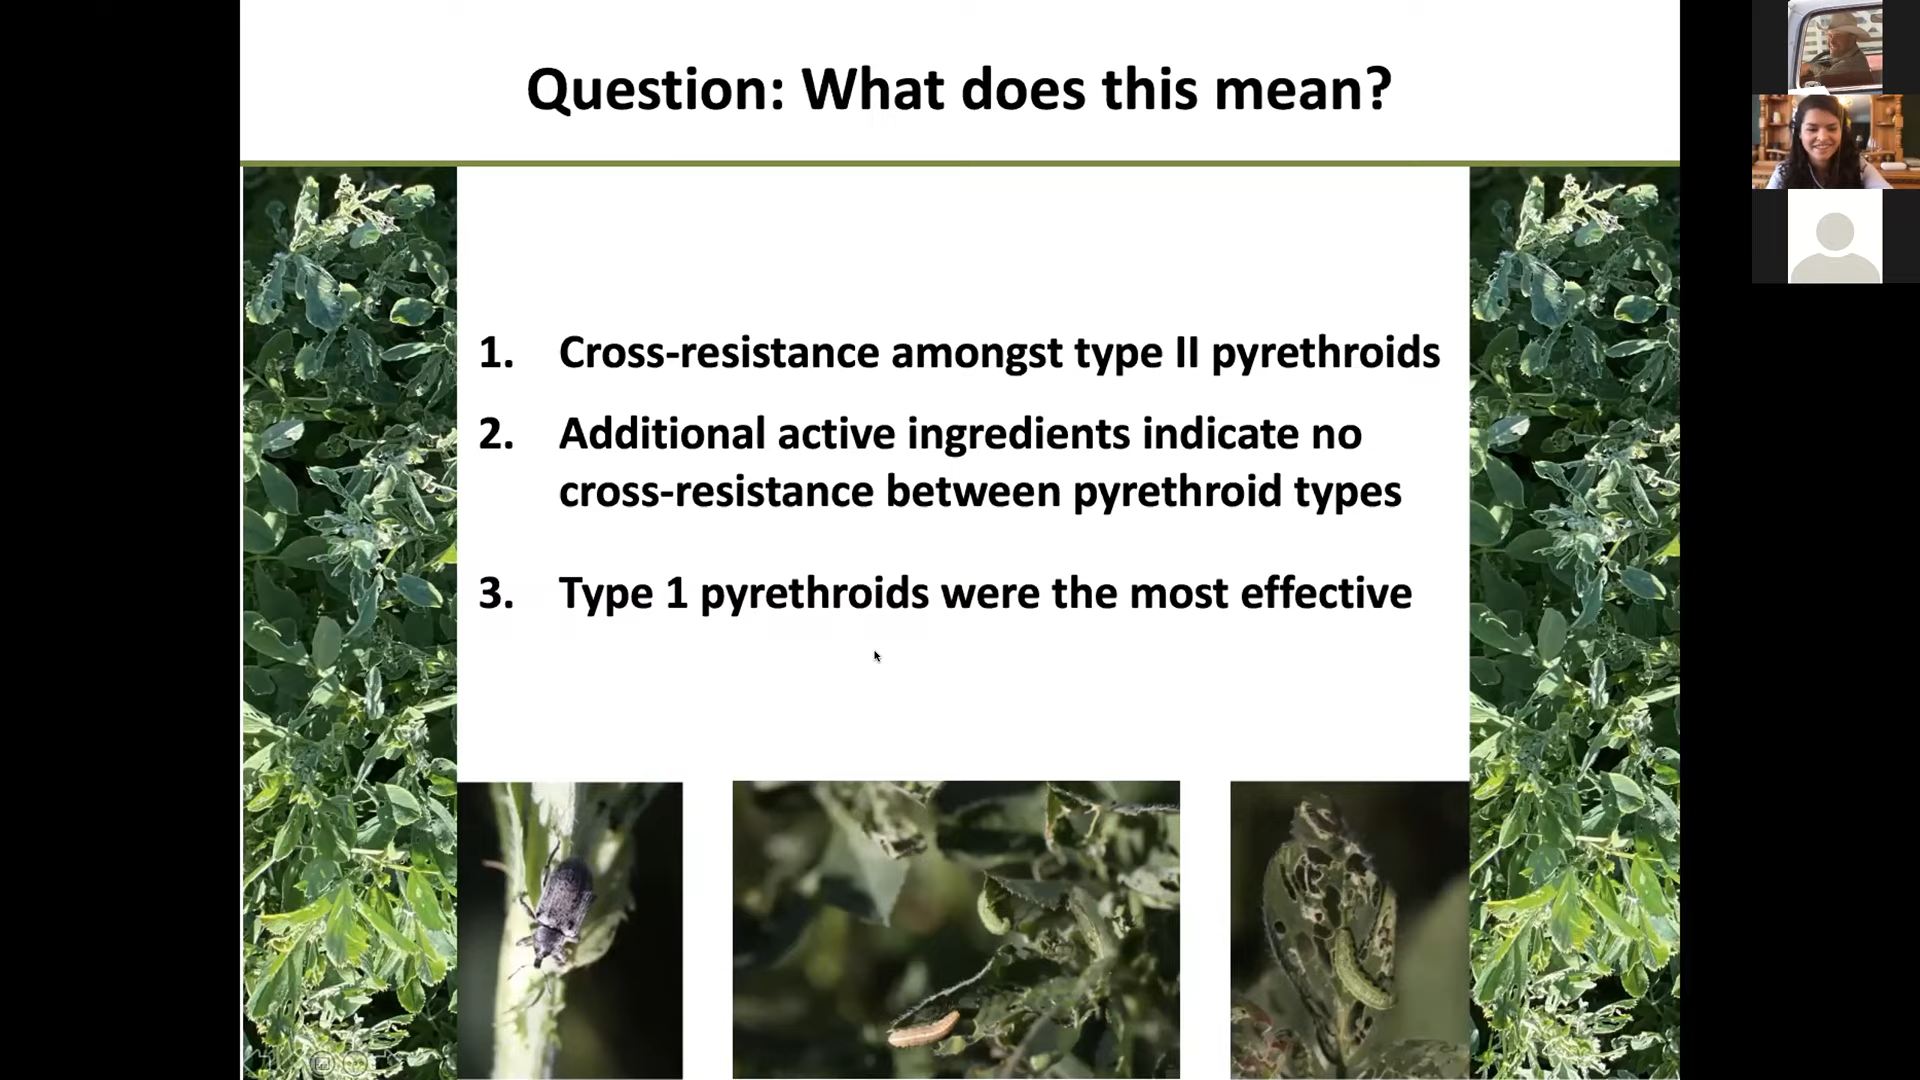 Question: What does this mean?
1. Cross-resistance amongst type II pyrethroids
2. Additional active ingredients indicate no
cross-resistance between pyrethroid types
3. Type 1 pyrethroids were the most effective